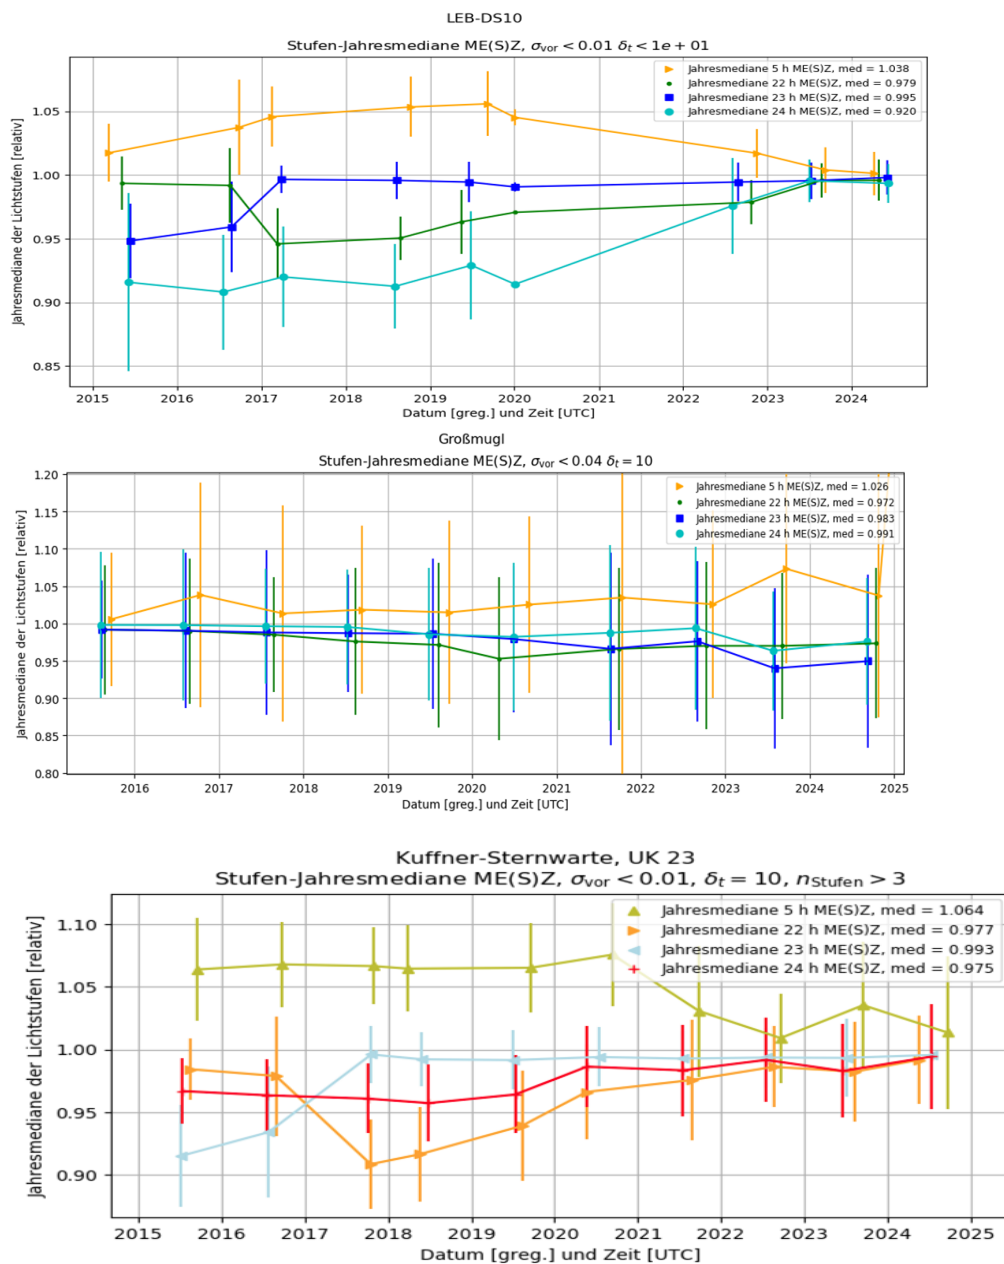 LEB-DS10
Stufen-Jahresmediane ME(S)Z, σvor < 0.01 δt < 1e + 01
Jahresmediane 5 h ME(S)Z, med = 1.038
Jahresmediane 22 h ME(S)Z, med = 0.979
Jahresmediane 23 h ME(S)Z, med = 0.995
Jahresmediane 24 h ME(S)Z, med = 0.920
Jahresmediane der Lichtstufen [relativ]
1.05
1.00
0.95
0.90
0.85
2015 2016 2017 2018 2019 2020 2021 2022 2023 2024
Datum [greg.] und Zeit [UTC]
Großmugl
Stufen-Jahresmediane ME(S)Z, σvor < 0.04 δt = 10
Jahresmediane 5 h ME(S)Z, med = 1.026
Jahresmediane 22 h ME(S)Z, med = 0.972
Jahresmediane 23 h ME(S)Z, med = 0.983
Jahresmediane 24 h ME(S)Z, med = 0.991
Jahresmediane der Lichtstufen [relativ]
1.20
1.15
1.10
1.05
1.00
0.95
0.90
0.85
0.80
2016 2017 2018 2019 2020 2021 2022 2023 2024 2025
Datum [greg.] und Zeit [UTC]
Kuffner-Sternwarte, UK 23
Stufen-Jahresmediane ME(S)Z, σvor < 0.01, δt = 10, nStufen > 3
Jahresmediane 5 h ME(S)Z, med = 1.064
Jahresmediane 22 h ME(S)Z, med = 0.977
Jahresmediane 23 h ME(S)Z, med = 0.993
Jahresmediane 24 h ME(S)Z, med = 0.975
Jahresmediane der Lichtstufen [relativ]
1.10
1.05
1.00
0.95
0.90
2015 2016 2017 2018 2019 2020 2021 2022 2023 2024 2025
Datum [greg.] und Zeit [UTC]